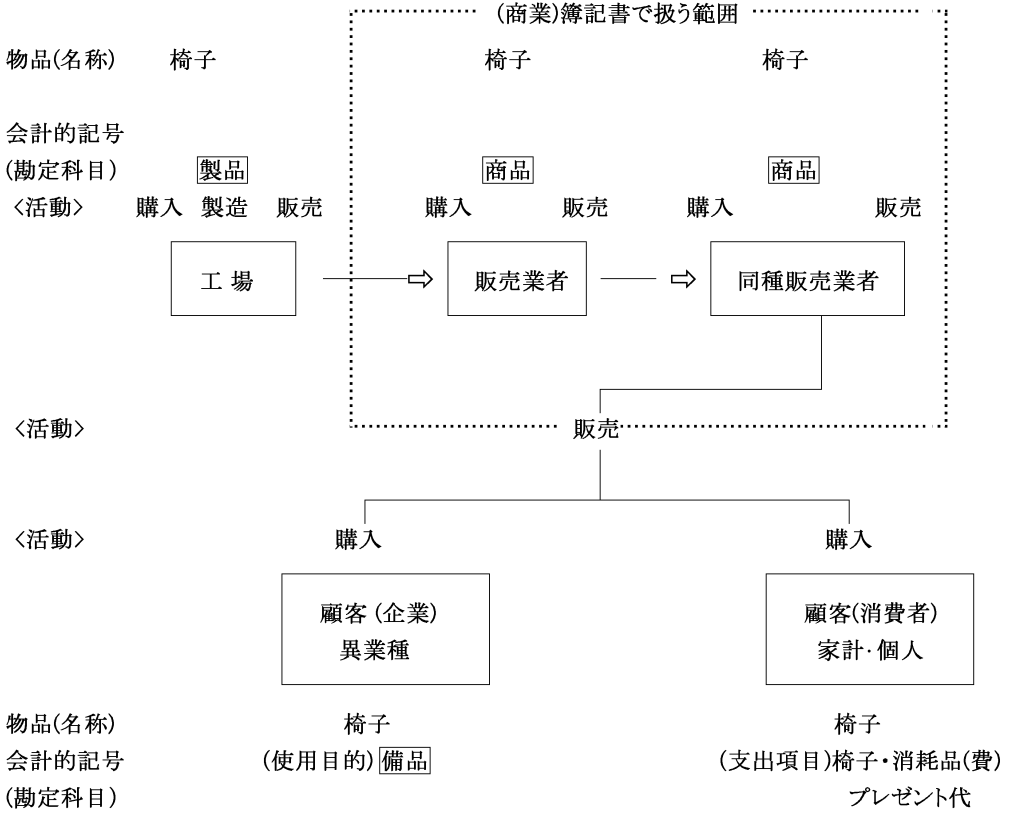 (商業)簿記書で扱う範囲
物品(名称) 椅子 椅子 椅子
会計的記号
(勘定科目) 製品 商品 商品
<活動> 購入 製造 販売 購入 販売 購入 販売
工場 販売業者 同種販売業者
<活動> 販売
<活動> 購入 購入
顧客(企業) 顧客(消費者)
異業種 家計・個人
物品(名称) 椅子 椅子
会計的記号 (使用目的) 備品 (支出項目)椅子・消耗品(費)
(勘定科目) プレゼント代